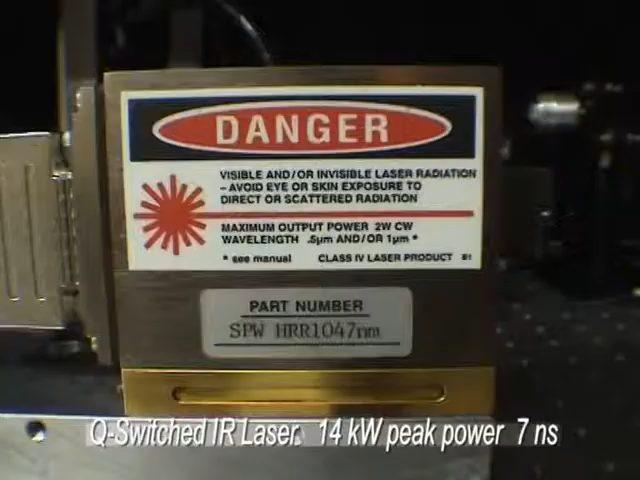 DANGER
VISIBLE AND/OR INVISIBLE LASER RADIATION
– AVOID EYE OR SKIN EXPOSURE TO
DIRECT OR SCATTERED RADIATION
MAXIMUM OUTPUT POWER 2W CW
WAVELENGTH .5µm AND/OR 1µm *
* see manual CLASS IV LASER PRODUCT 81
PART NUMBER
SPW HRR1047nm
Q-Switched IR Laser 14 kW peak power 7 ns